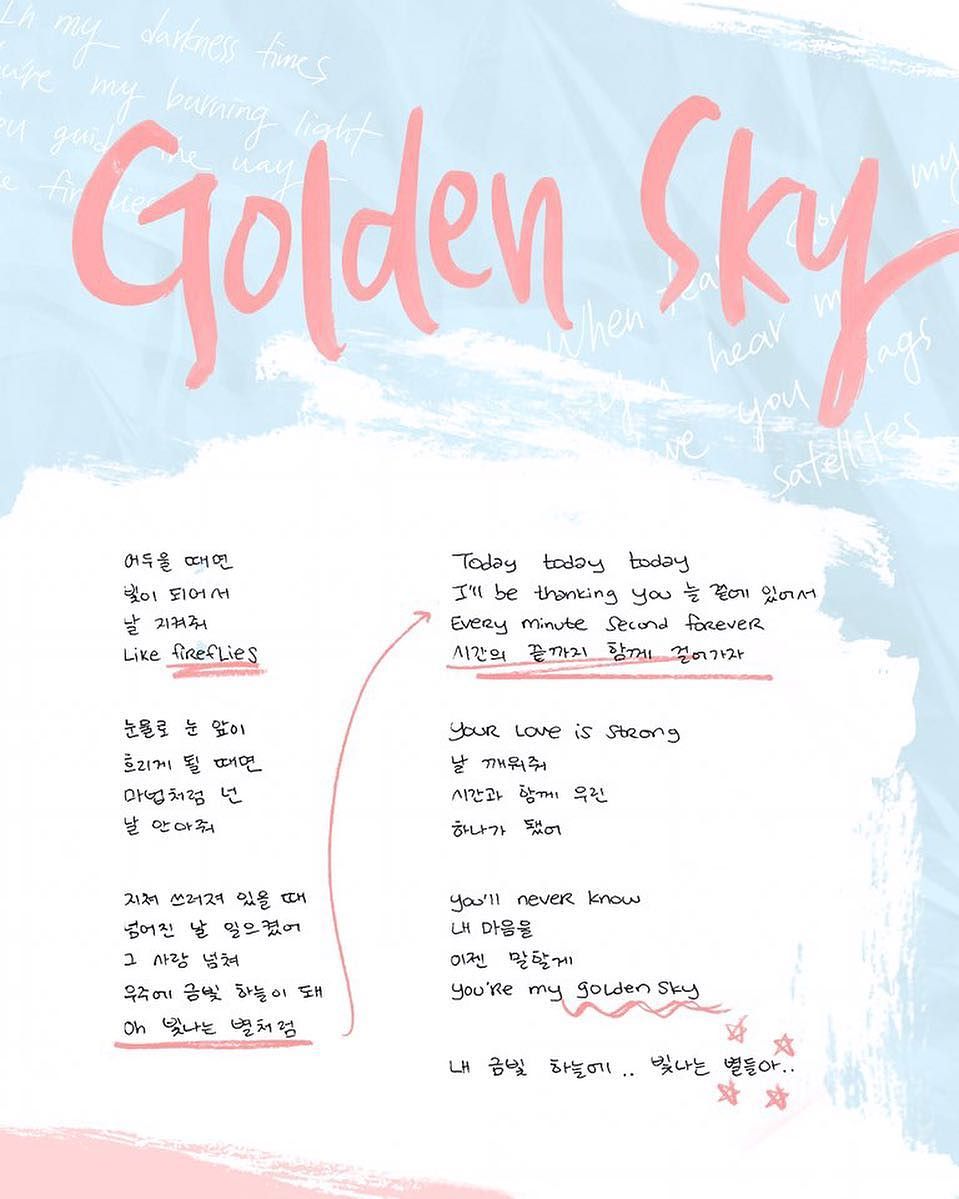 In my darkness times
you're my burning light
you guide the way
like fireflies
Golden Sky
When tears cloud my
you hear my
love you
satellites
어두울 때면
빛이 되어서
날 지켜줘
Like fireflies
눈물로 눈 앞이
흐리게 될 때면
마법처럼 넌
날 안아줘
지쳐 쓰러져 있을 때
넘어진 날 일으켰어
그 사랑 넘쳐
우주에 금빛 하늘이 돼
Oh 빛나는 별처럼
Today today today
I'll be thanking you 늘 곁에 있어서
Every minute second forever
시간의 끝까지 함께 걸어가자
Your love is strong
날 깨워줘
시간과 함께 우린
하나가 됐어
you'll never know
내 마음을
이젠 말할게
you're my golden sky
내 금빛 하늘에.. 빛나는 별들아..